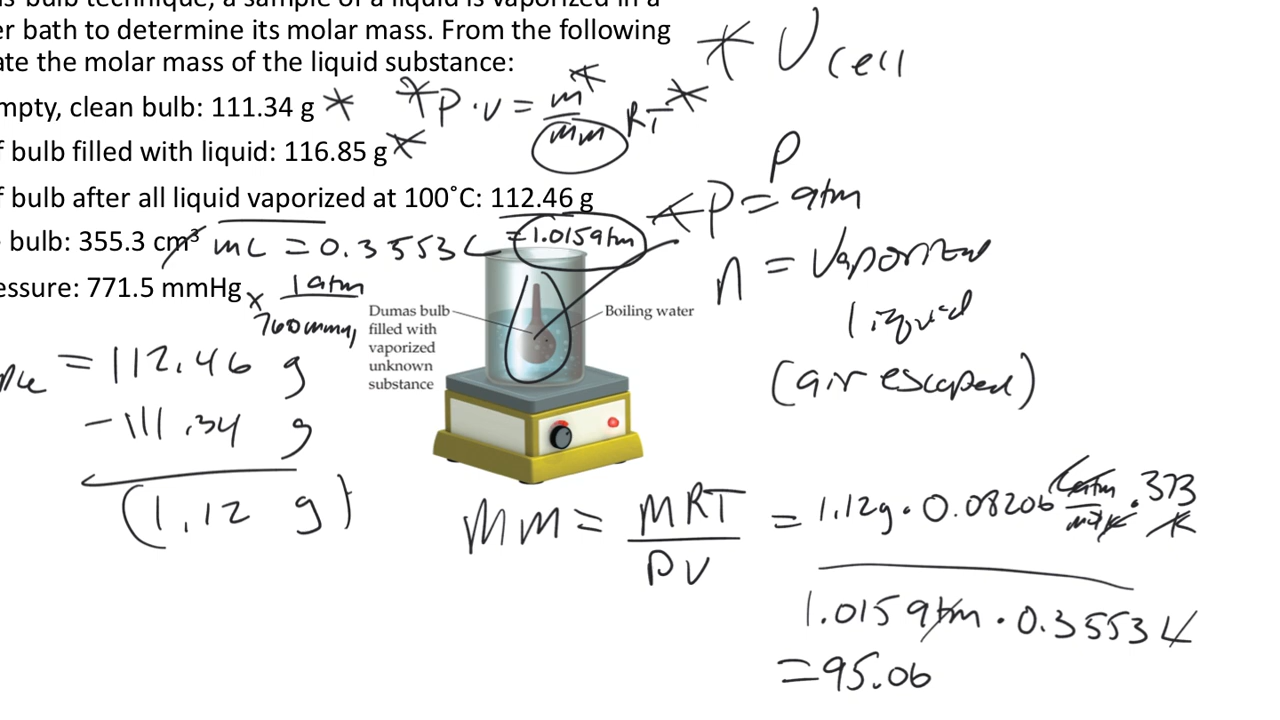 bulb technique, a sample of a liquid is vaporized in a
er bath to determine its molar mass. From the following
ate the molar mass of the liquid substance:
* V cell
mpty, clean bulb: 111.34 g *
* P · V = m* / Mm RT *
f bulb filled with liquid: 116.85 g *
P
f bulb after all liquid vaporized at 100˚C: 112.46 g
P = atm
bulb: 355.3 cm³ mL = 0.3553 L
= 1.015 atm
n = vaporized
liquid
(air escaped)
essure: 771.5 mmHg x 1 atm
760 mmHg
Dumas bulb
filled with
vaporized
unknown
substance
Boiling water
ple = 112.46 g
- 111.34 g
(1.12 g)
MM = MRT / PV = 1.12g · 0.08206 L atm / mol K · 373 K
1.015 atm · 0.3553 L
= 95.06